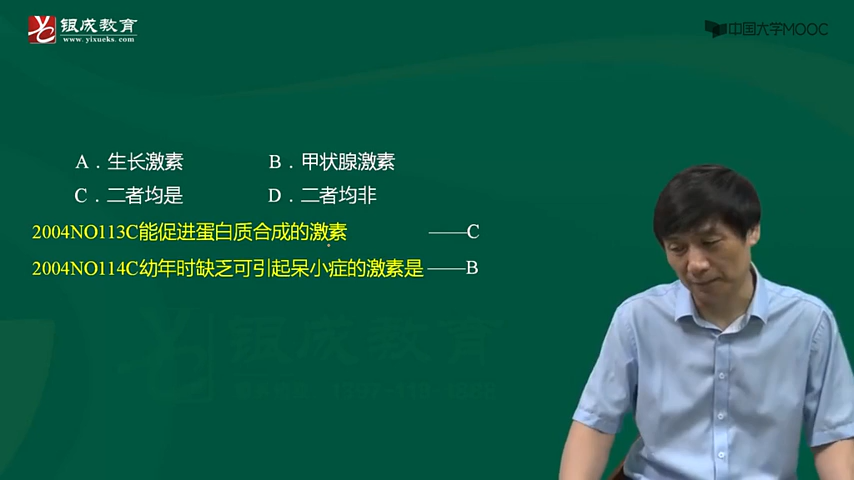 银成教育
www.yixueks.com
中国大学MOOC
A．生长激素 B．甲状腺激素
C．二者均是 D．二者均非
2004NO113C能促进蛋白质合成的激素 ——C
2004NO114C幼年时缺乏可引起呆小症的激素是 ——B
银成教育